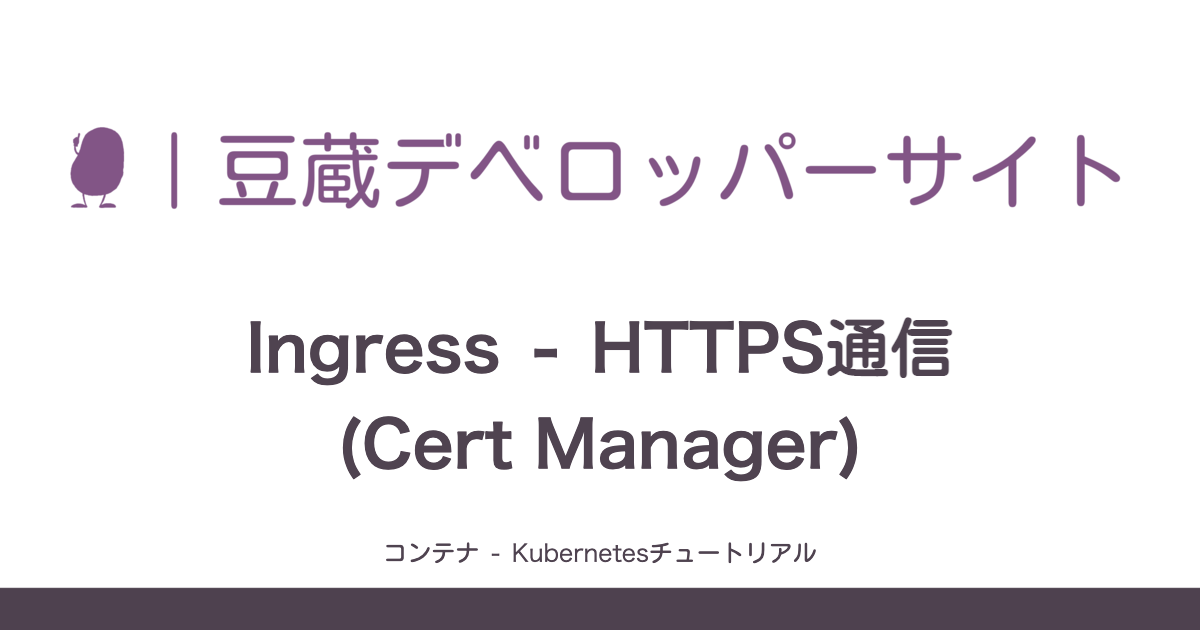 豆蔵デベロッパーサイト
Ingress - HTTPS通信
(Cert Manager)
コンテナ - Kubernetesチュートリアル